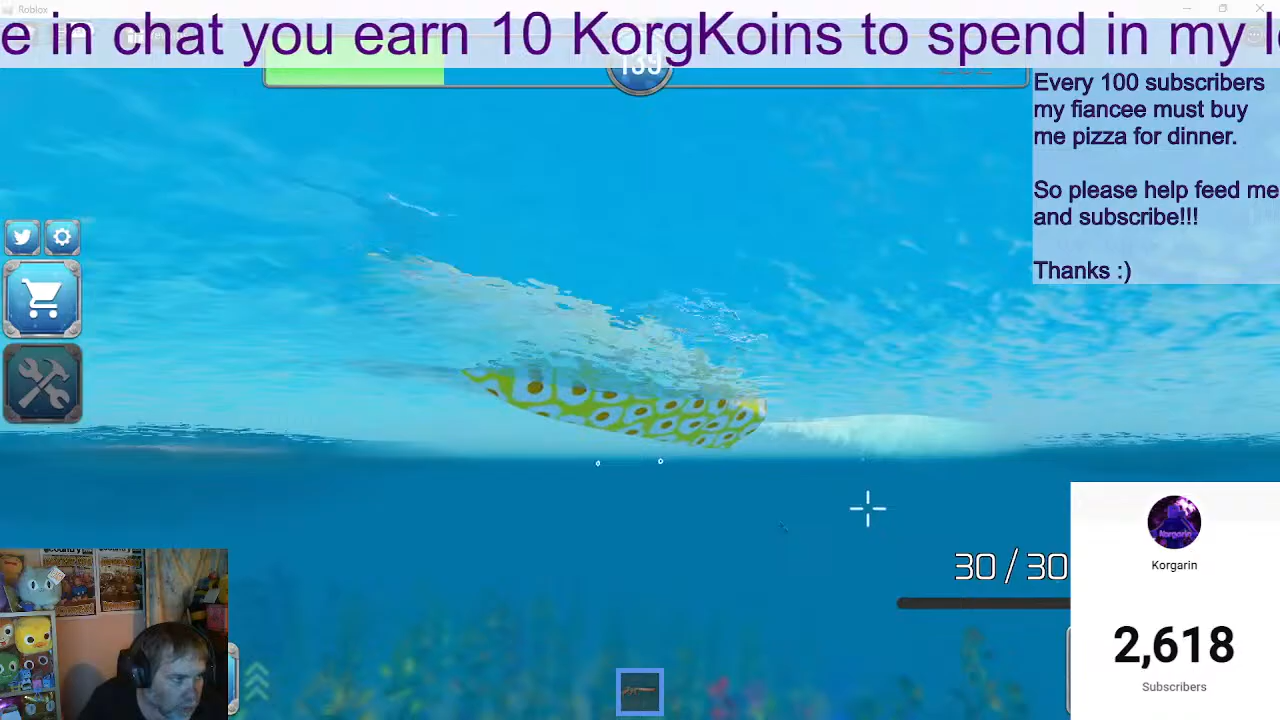 Roblox
e in chat you earn 10 KorgKoins to spend in my l
139
Every 100 subscribers
my fiancee must buy
me pizza for dinner.
So please help feed me
and subscribe!!!
Thanks :)
30/30
Korgarin
2,618
Subscribers